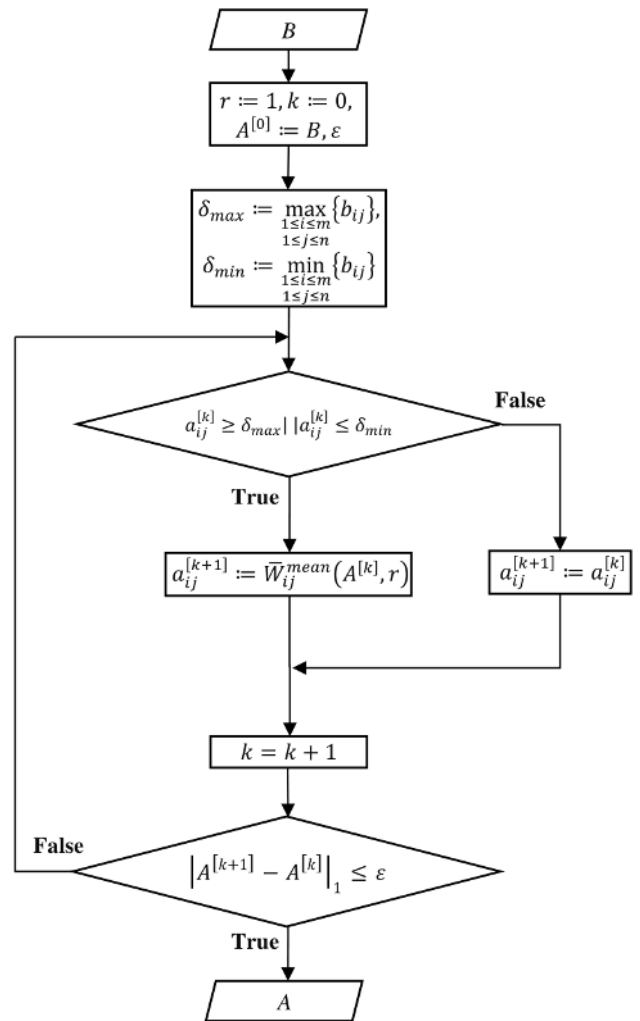 B
r ≔ 1, k ≔ 0,
A^[0] ≔ B, ε
δ_max ≔ max_{1≤i≤m, 1≤j≤n} {b_ij},
δ_min ≔ min_{1≤i≤m, 1≤j≤n} {b_ij}
a_ij^[k] ≥ δ_max| |a_ij^[k] ≤ δ_min
False
True
a_ij^[k+1] ≔ W̅_ij^mean(A^[k], r)
a_ij^[k+1] ≔ a_ij^[k]
k = k + 1
False
|A^[k+1] − A^[k]|_1 ≤ ε
True
A